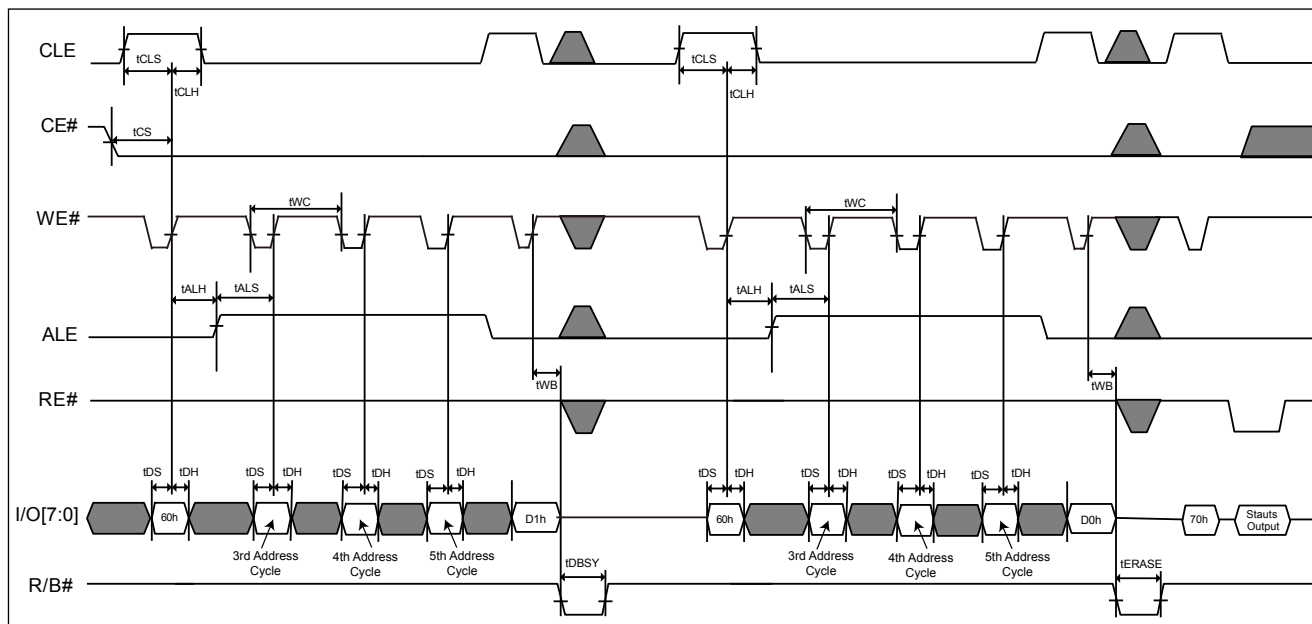 CLE
tCLS
tCLH
tCLS
tCLH
CE#
tCS
WE#
tWC
tWC
tALH
tALS
tALH
tALS
ALE
tWB
tWB
RE#
tDS
tDH
tDS
tDH
tDS
tDH
tDS
tDH
tDS
tDH
tDS
tDH
tDS
tDH
tDS
tDH
I/O[7:0]
60h
D1h
60h
D0h
70h
Stauts
Output
3rd Address
Cycle
4th Address
Cycle
5th Address
Cycle
3rd Address
Cycle
4th Address
Cycle
5th Address
Cycle
tDBSY
tERASE
R/B#